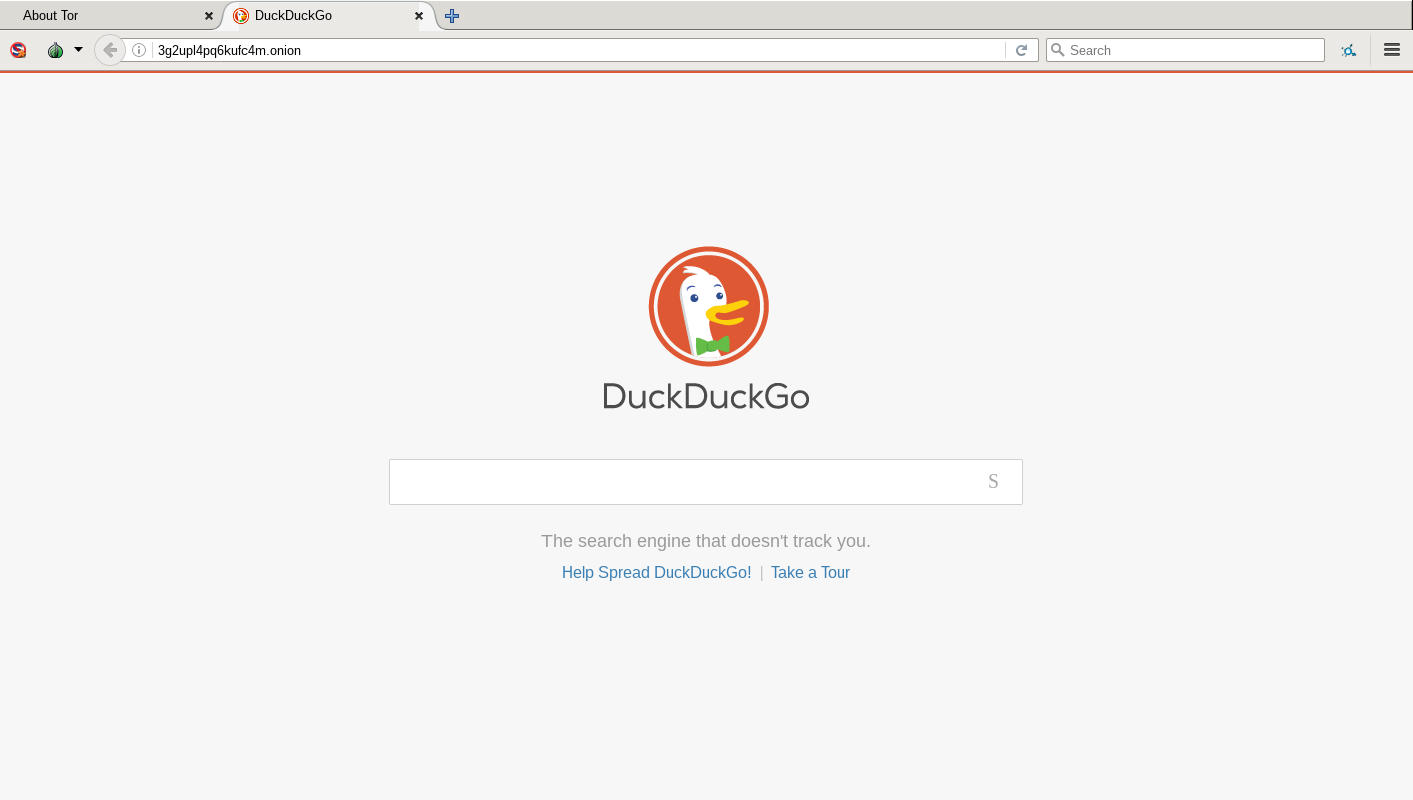 About Tor
DuckDuckGo
3g2upl4pq6kufc4m.onion
Search
DuckDuckGo
S
The search engine that doesn't track you.
Help Spread DuckDuckGo! | Take a Tour